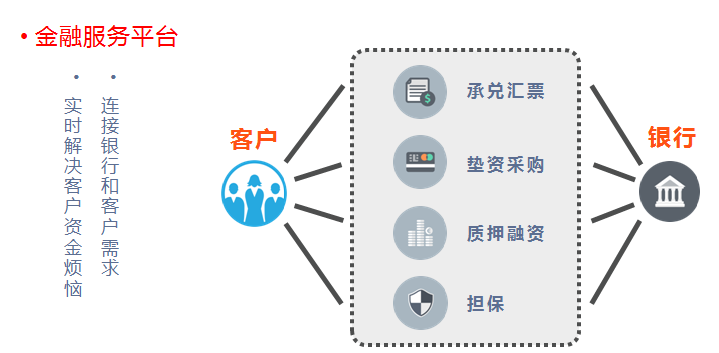 • 金融服务平台
• 连接银行和客户需求
• 实时解决客户资金烦恼
客户
承兑汇票
垫资采购
质押融资
担保
银行